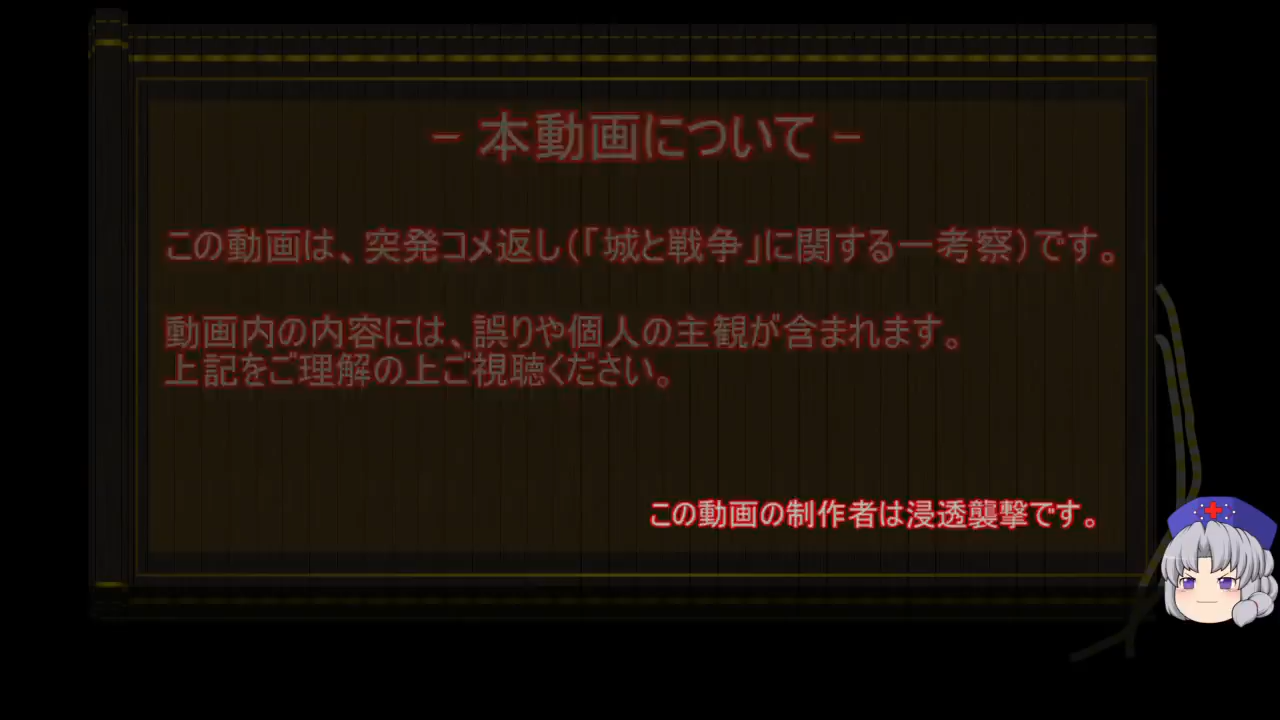 － 本動画について －
この動画は、突発コメ返し（「城と戦争」に関する一考察）です。
動画内の内容には、誤りや個人の主観が含まれます。
上記をご理解の上ご視聴ください。
この動画の制作者は浸透襲撃です。